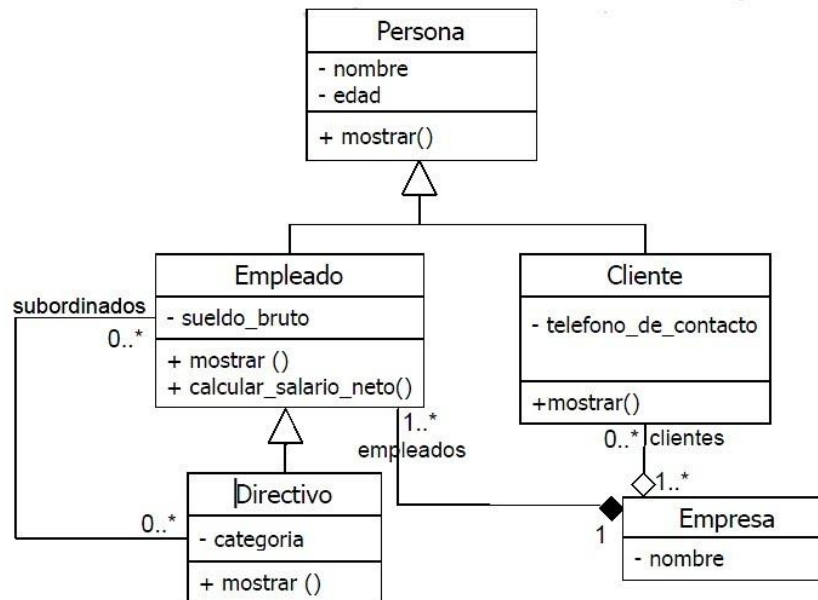 Persona
- nombre
- edad
+ mostrar()
Empleado
- sueldo_bruto
+ mostrar ()
+ calcular_salario_neto()
Cliente
- telefono_de_contacto
+mostrar()
subordinados
0..*
1..*
empleados
0..* clientes
1..*
Directivo
- categoria
+ mostrar ()
0..*
1
Empresa
- nombre